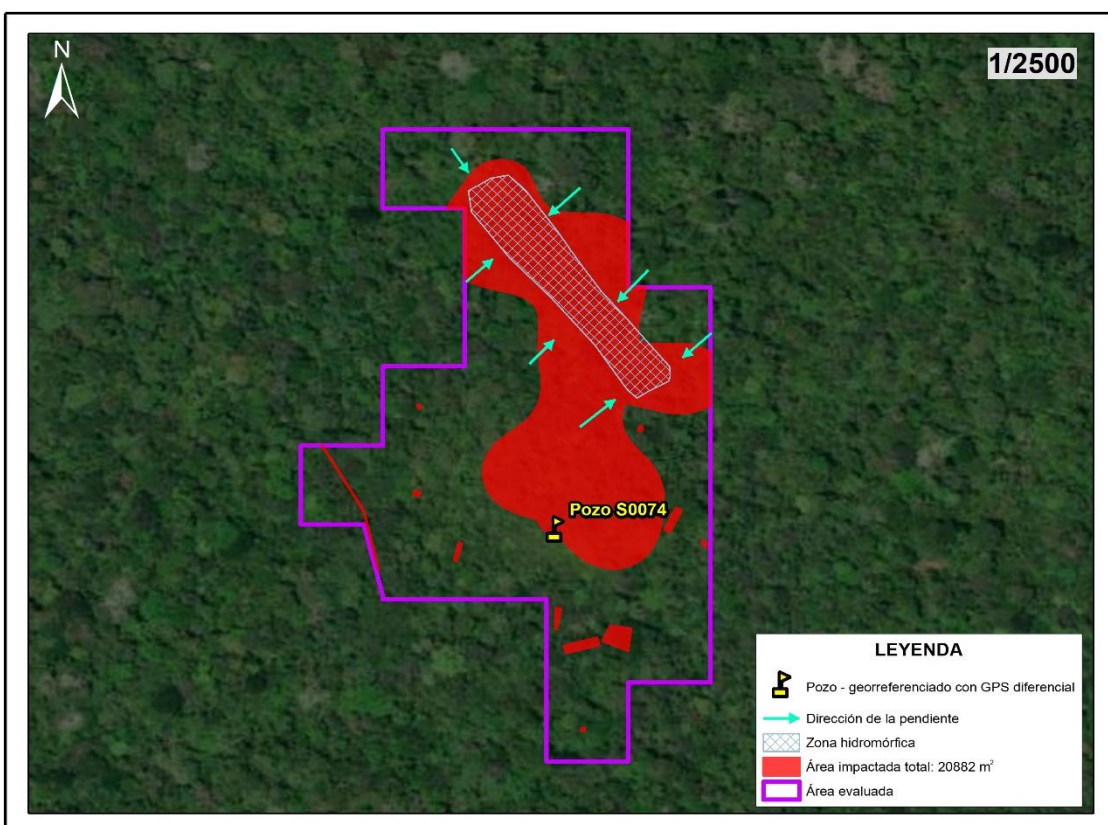 N
1/2500
Pozo S0074
LEYENDA
Pozo - georreferenciado con GPS diferencial
Dirección de la pendiente
Zona hidromórfica
Área impactada total: 20882 m²
Área evaluada